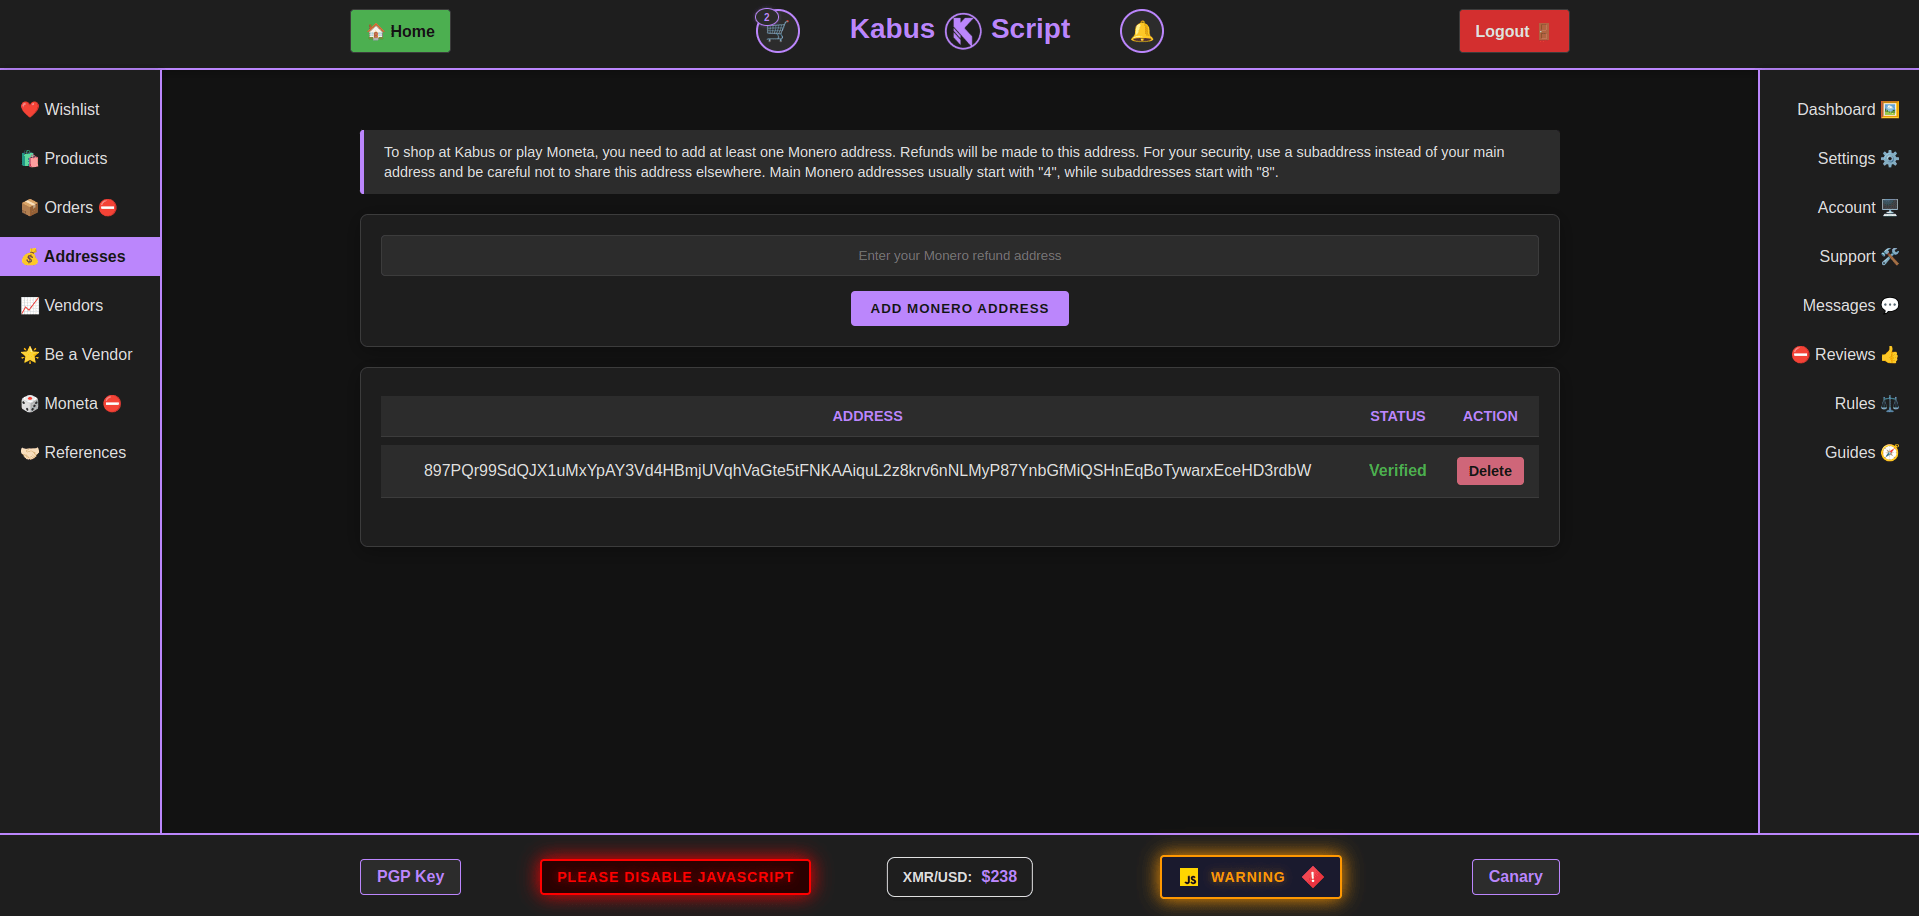 Home
2
Kabus Script
Logout
Wishlist
Products
Orders
Addresses
Vendors
Be a Vendor
Moneta
References
To shop at Kabus or play Moneta, you need to add at least one Monero address. Refunds will be made to this address. For your security, use a subaddress instead of your main
address and be careful not to share this address elsewhere. Main Monero addresses usually start with "4", while subaddresses start with "8".
Enter your Monero refund address
ADD MONERO ADDRESS
ADDRESS STATUS ACTION
897PQr99SdQJX1uMxYpAY3Vd4HBmjUVqhVaGte5tFNKAAiquL2z8krv6nNLMyP87YnbGfMiQSHnEqBoTywarxEceHD3rdbW Verified Delete
Dashboard
Settings
Account
Support
Messages
Reviews
Rules
Guides
PGP Key
PLEASE DISABLE JAVASCRIPT
XMR/USD: $238
JS WARNING !
Canary